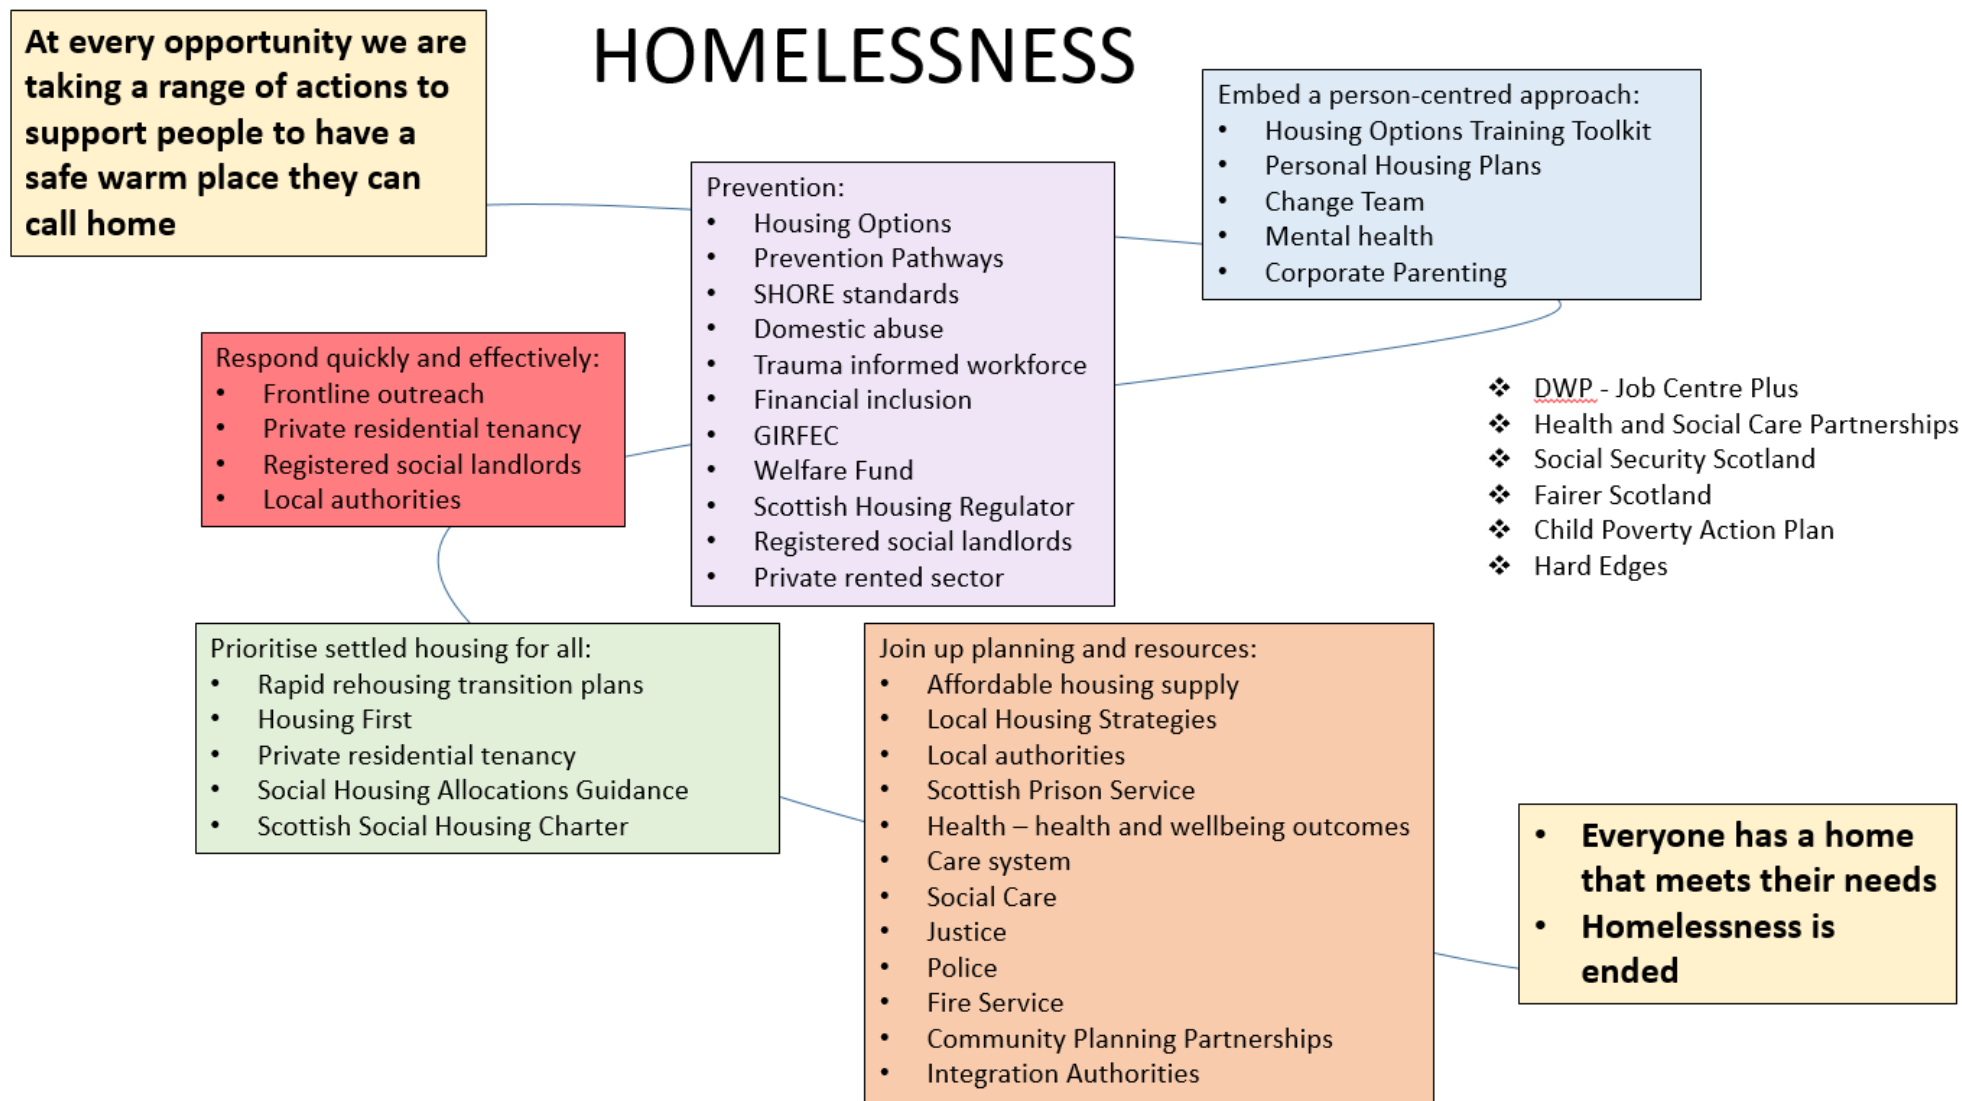 HOMELESSNESS
At every opportunity we are
taking a range of actions to
support people to have a
safe warm place they can
call home
Prevention:
• Housing Options
• Prevention Pathways
• SHORE standards
• Domestic abuse
• Trauma informed workforce
• Financial inclusion
• GIRFEC
• Welfare Fund
• Scottish Housing Regulator
• Registered social landlords
• Private rented sector
Embed a person-centred approach:
• Housing Options Training Toolkit
• Personal Housing Plans
• Change Team
• Mental health
• Corporate Parenting
Respond quickly and effectively:
• Frontline outreach
• Private residential tenancy
• Registered social landlords
• Local authorities
❖ DWP - Job Centre Plus
❖ Health and Social Care Partnerships
❖ Social Security Scotland
❖ Fairer Scotland
❖ Child Poverty Action Plan
❖ Hard Edges
Prioritise settled housing for all:
• Rapid rehousing transition plans
• Housing First
• Private residential tenancy
• Social Housing Allocations Guidance
• Scottish Social Housing Charter
Join up planning and resources:
• Affordable housing supply
• Local Housing Strategies
• Local authorities
• Scottish Prison Service
• Health – health and wellbeing outcomes
• Care system
• Social Care
• Justice
• Police
• Fire Service
• Community Planning Partnerships
• Integration Authorities
• Everyone has a home
that meets their needs
• Homelessness is
ended